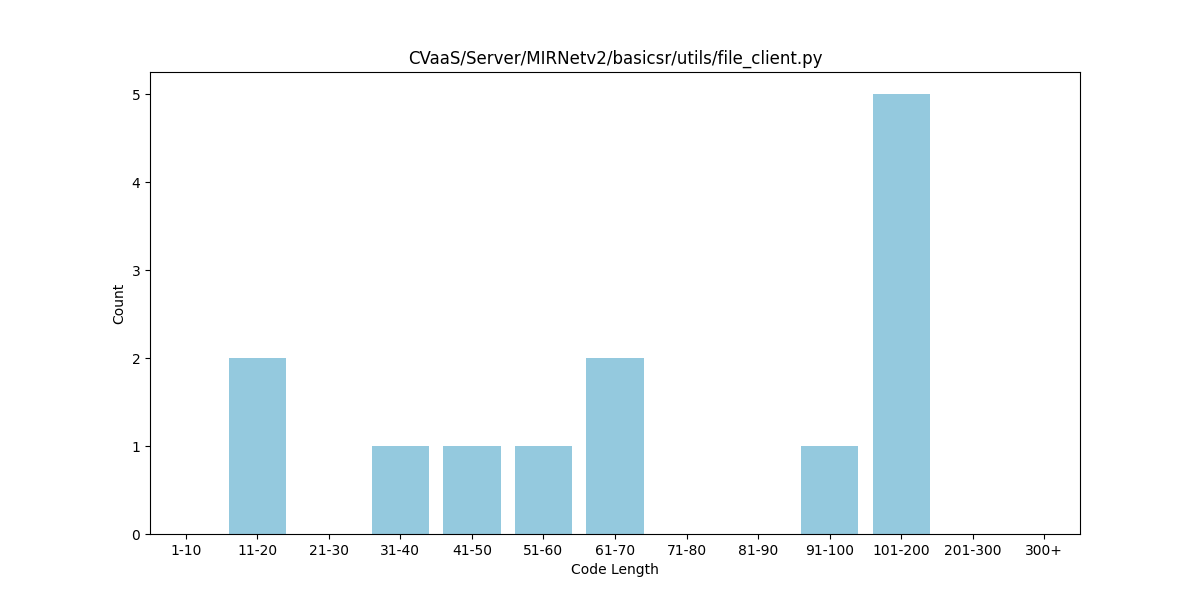 CVaaS/Server/MIRNetv2/basicsr/utils/file_client.py
Count
5
4
3
2
1
0
1-10 11-20 21-30 31-40 41-50 51-60 61-70 71-80 81-90 91-100 101-200 201-300 300+
Code Length